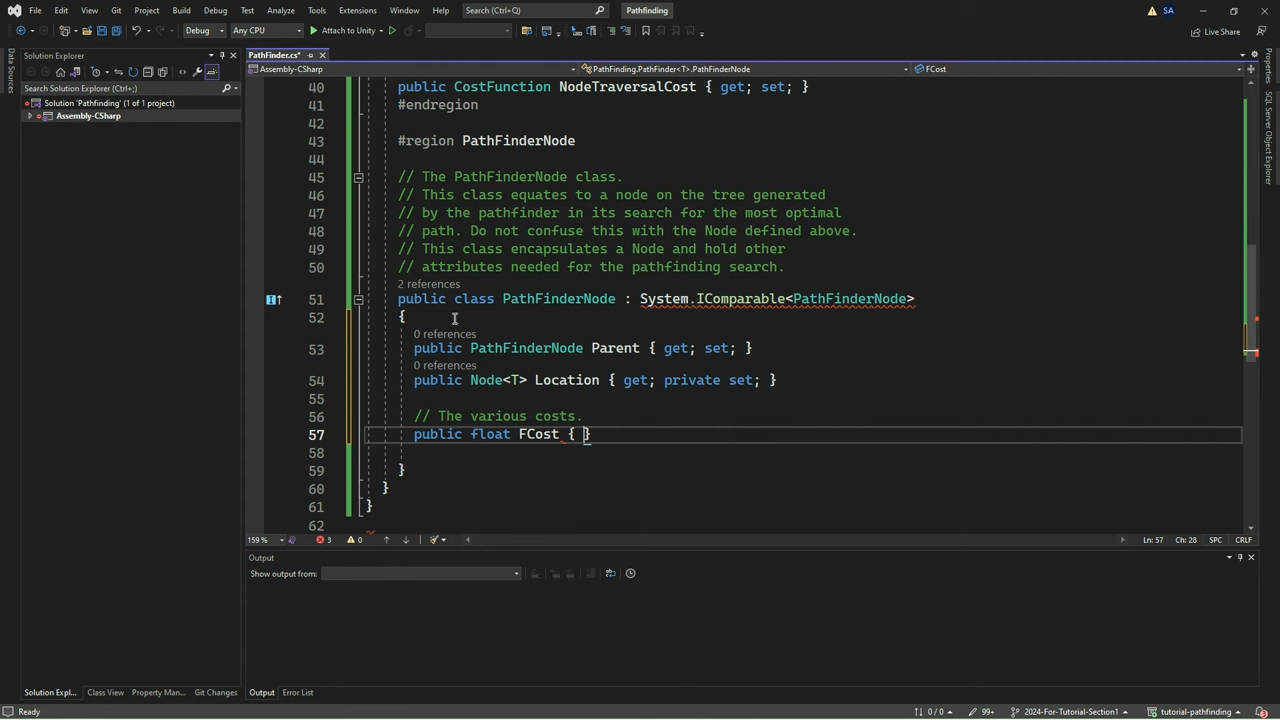 File Edit View Git Project Build Debug Test Analyze Tools Extensions Window Help Search (Ctrl+Q) Pathfinding SA
Debug Any CPU Attach to Unity Live Share
Data Sources
Solution Explorer
Search Solution Explorer (Ctrl+;)
Solution 'Pathfinding' (1 of 1 project)
Assembly-CSharp
PathFinder.cs*
Assembly-CSharp PathFinding.PathFinder<T>.PathFinderNode FCost
40 public CostFunction NodeTraversalCost { get; set; }
41 #endregion
42
43 #region PathFinderNode
44
45 // The PathFinderNode class.
46 // This class equates to a node on the tree generated
47 // by the pathfinder in its search for the most optimal
48 // path. Do not confuse this with the Node defined above.
49 // This class encapsulates a Node and hold other
50 // attributes needed for the pathfinding search.
2 references
51 public class PathFinderNode : System.IComparable<PathFinderNode>
52 {
0 references
53 public PathFinderNode Parent { get; set; }
0 references
54 public Node<T> Location { get; private set; }
55
56 // The various costs.
57 public float FCost { }
58
59 }
60 }
61 }
62
159 % 3 0 Ln: 57 Ch: 28 SPC CRLF
Output
Show output from:
Properties
SQL Server Object Explorer
Solution Expl... Class View Property Man... Git Changes Output Error List
Ready 0 / 0 99+ 2024-For-Tutorial-Section1 tutorial-pathfinding 3